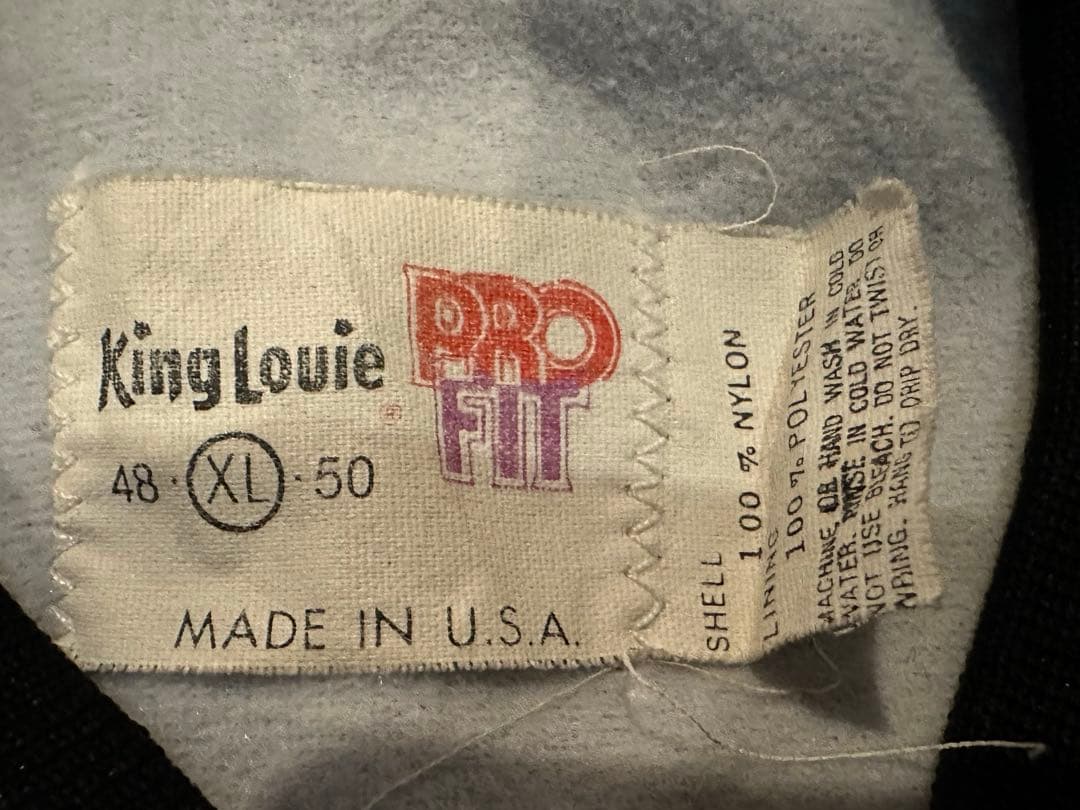 King Louie ®
PRO
FIT
48·XL·50
MADE IN U.S.A.
SHELL
100 % NYLON
LINING
100 % POLYESTER
MACHINE, OR HAND WASH IN COLD
WATER. RINSE IN COLD WATER. DO
NOT USE BLEACH. DO NOT TWIST OR
WRING. HANG TO DRIP DRY.